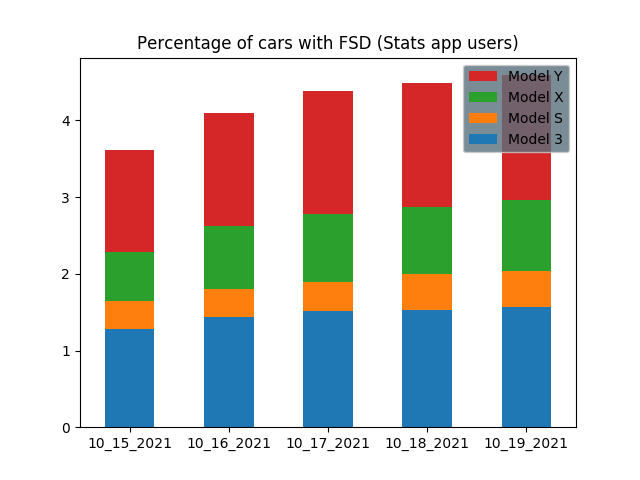 Percentage of cars with FSD (Stats app users)
Model Y
Model X
Model S
Model 3
4
3
2
1
0
10_15_2021 10_16_2021 10_17_2021 10_18_2021 10_19_2021